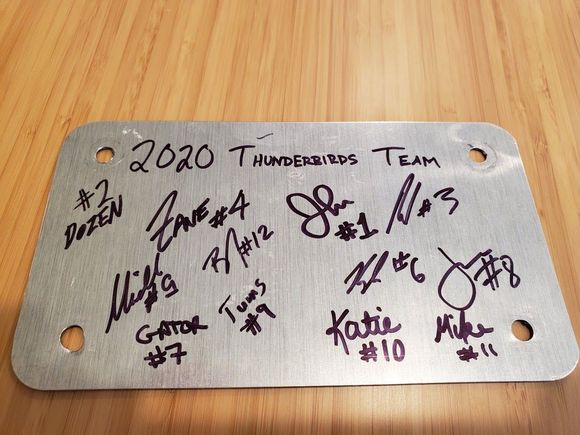 2020 THUNDERBIRDS TEAM
#2
DOZEN
ZANE #4
#1
#3
#12
#9
TUMS
#9
#6
#8
GATOR
#7
Katie
#10
Mike
#11